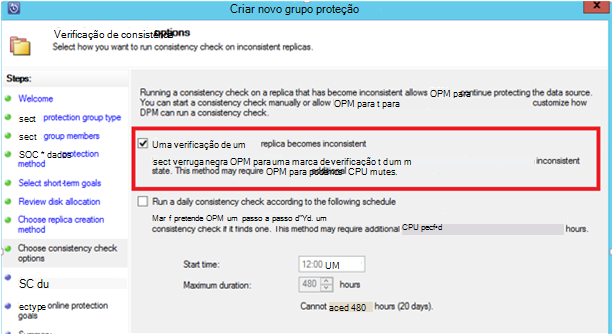 Criar novo grupo proteção
Verificação de consistência options
Select how you want to run consistency check on inconsistent replicas.
Steps:
Welcome
sect protection group type
sect group members
SOC * dados protection
method
Select short-term goals
Review disk allocation
Choose replica creation
method
Choose consistency check
options
SC du
ectype online protection
goals
Running a consistency check on a replica that has become inconsistent allows OPM para continue protecting the data source.
You can start a consistency check manually or allow OPM para t para customize how
DPM can run a consistency check.
Uma verificação de um replica becomes inconsistent
sect verruga negra OPM para uma marca de verificação t dum m inconsistent
state. This method may require OPM para poderios additional CPU mutes.
Run a daily consistency check according to the following schedule
Mar f pretende OPM um passo a passo d"Yd. um
consistency check if it finds one. This method may require additional CPU pecf*d hours.
Start time: 12:00 UM
Maximum duration: 480 hours
Cannot aced 480 hours (20 days).